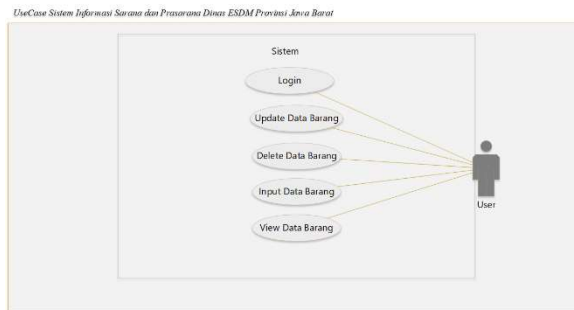 UseCase Sistem Informasi Sarana dan Prasarana Dinas ESDM Provinsi Jawa Barat
Sistem
Login
Update Data Barang
Delete Data Barang
Input Data Barang
View Data Barang
User